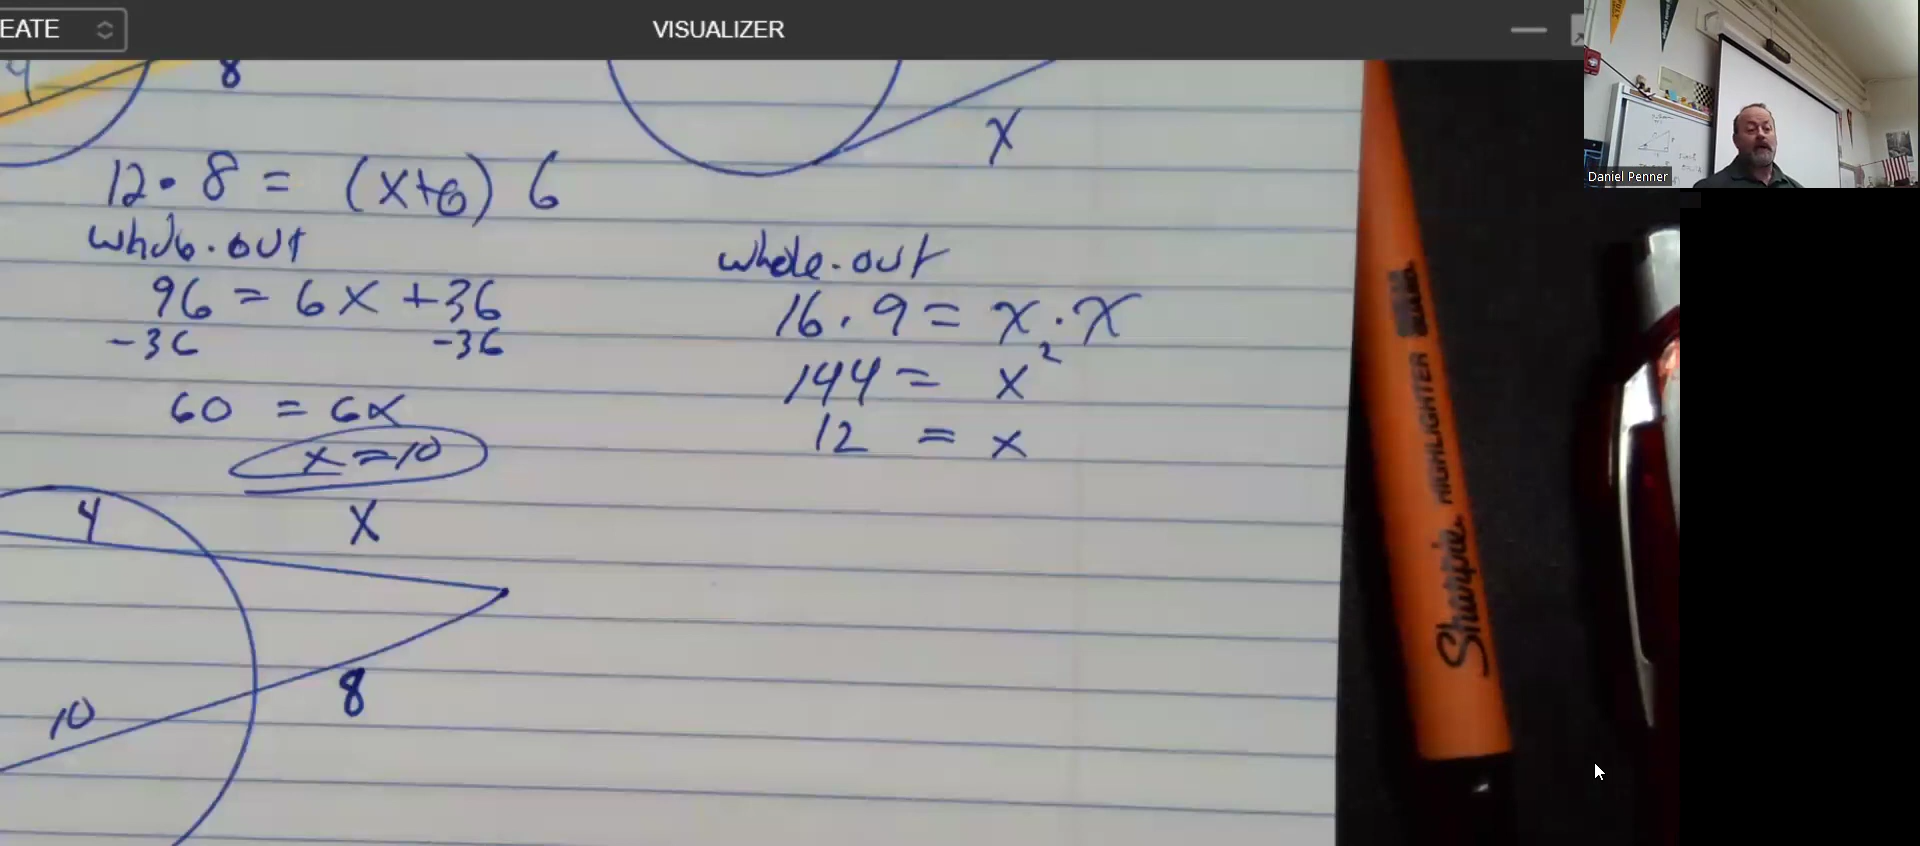 EATE
VISUALIZER
Daniel Penner
4
8
x
12 · 8 = (x+6) 6
whole · out
96 = 6x + 36
-36 -36
60 = 6x
x = 10
whole · out
16 · 9 = x · x
144 = x²
12 = x
4
x
10
8
Sharpie HIGHLIGHTER